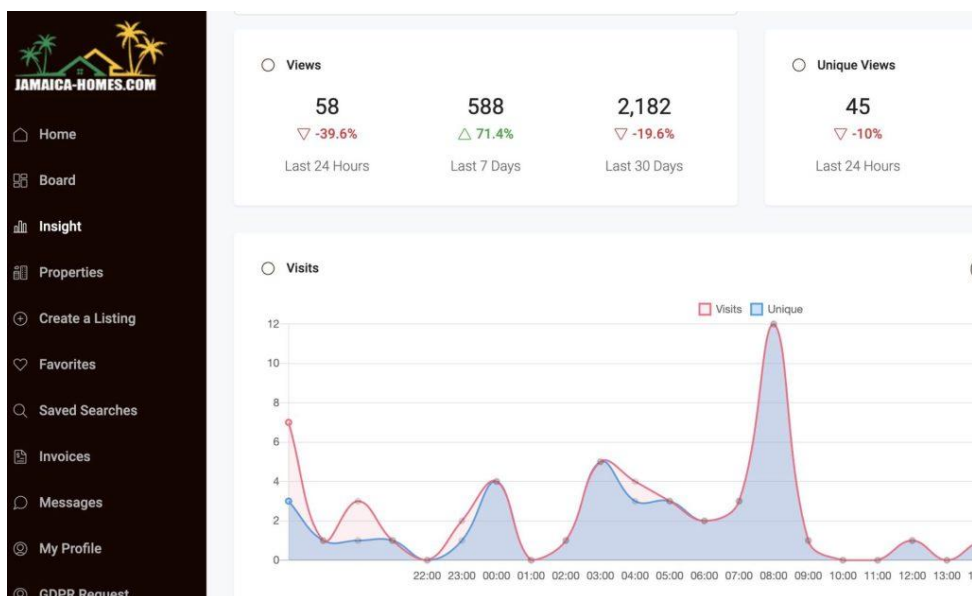 JAMAICA-HOMES.COM
Home
Board
Insight
Properties
Create a Listing
Favorites
Saved Searches
Invoices
Messages
My Profile
GDPR Request
Views
58 588 2,182
-39.6% 71.4% -19.6%
Last 24 Hours Last 7 Days Last 30 Days
Unique Views
45
-10%
Last 24 Hours
Visits
Visits Unique
12
10
8
6
4
2
0
22:00 23:00 00:00 01:00 02:00 03:00 04:00 05:00 06:00 07:00 08:00 09:00 10:00 11:00 12:00 13:00